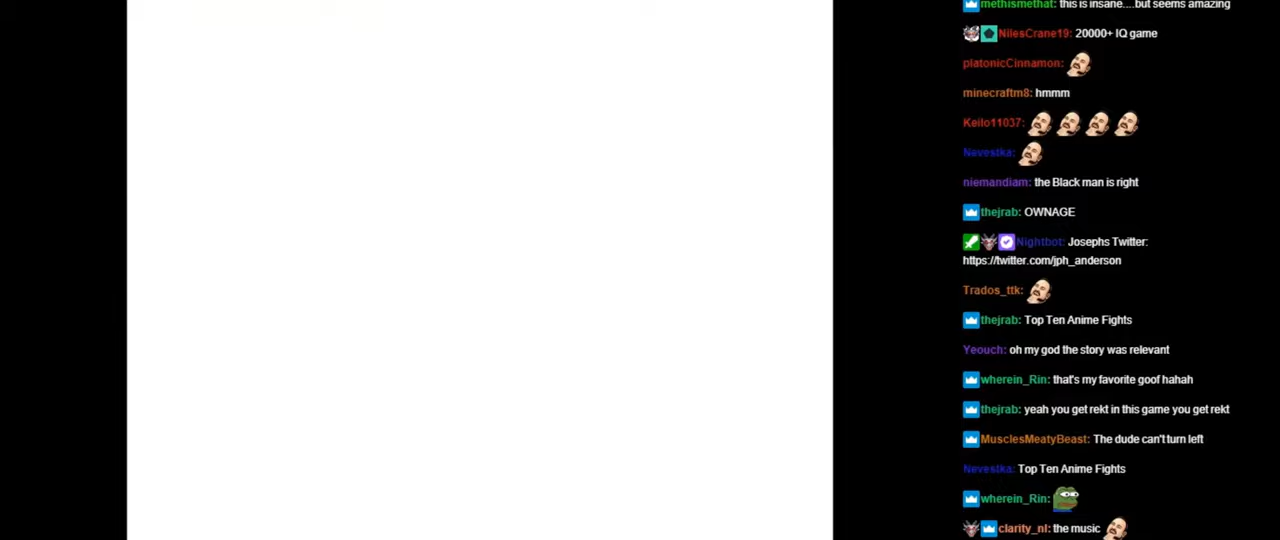 methismethat: this is insane....but seems amazing
NilesCrane19: 20000+ IQ game
platonicCinnamon:
minecraftm8: hmmm
Keilo11037:
Nevestka:
niemandiam: the Black man is right
thejrab: OWNAGE
Nightbot: Josephs Twitter:
https://twitter.com/jph_anderson
Trados_ttk:
thejrab: Top Ten Anime Fights
Yeouch: oh my god the story was relevant
wherein_Rin: that's my favorite goof hahah
thejrab: yeah you get rekt in this game you get rekt
MusclesMeatyBeast: The dude can't turn left
Nevestka: Top Ten Anime Fights
wherein_Rin:
clarity_nl: the music